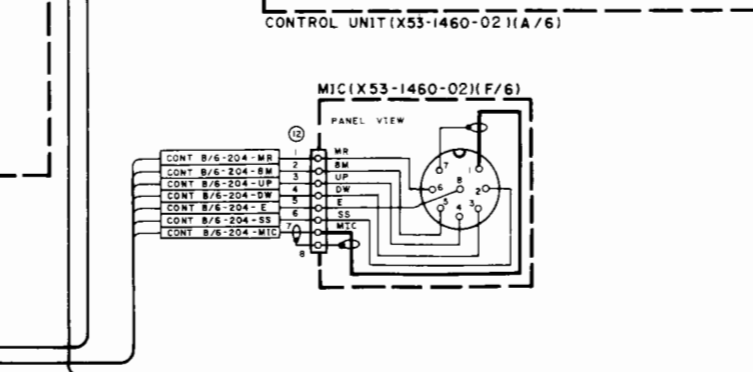 CONTROL UNIT(X53-1460-02)(A/6)
MIC(X53-1460-02)(F/6)
PANEL VIEW
12
CONT B/6-204-MR 1 MR
CONT B/6-204-8M 2 8M
CONT B/6-204-UP 3 UP
CONT B/6-204-DW 4 DW
CONT B/6-204-E 5 E
CONT B/6-204-SS 6 SS
CONT B/6-204-MIC 7 MIC
8
7 1
6 8 2
5 4 3